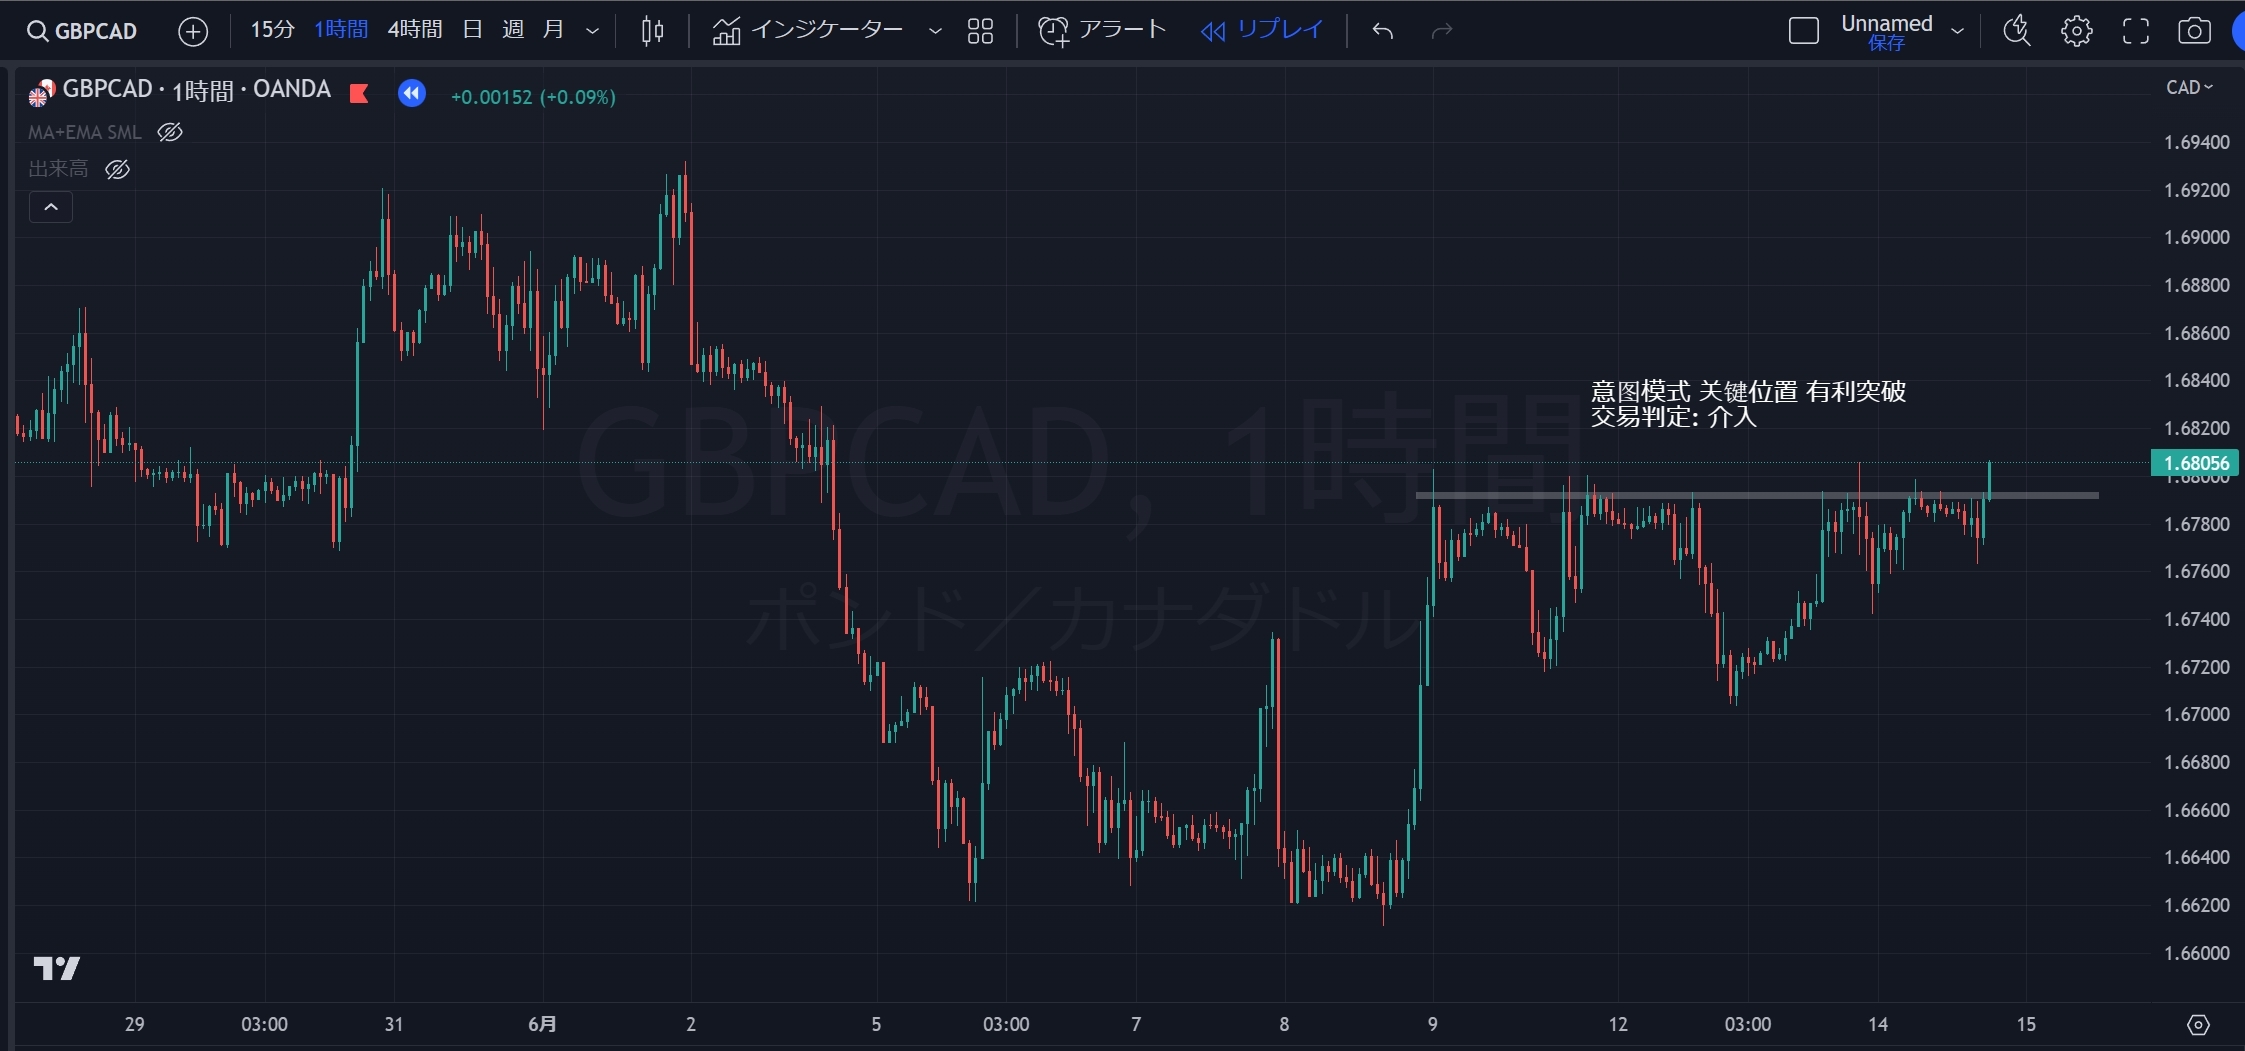 GBPCAD 15分 1時間 4時間 日 週 月 インジケーター アラート リプレイ Unnamed
保存
GBPCAD · 1時間 · OANDA +0.00152 (+0.09%)
MA+EMA SML
出来高
CAD
1.69400
1.69200
1.69000
1.68800
1.68600
1.68400
意图模式 关键位置 有利突破
交易判定: 介入
1.68200
1.68056
1.68000
1.67800
1.67600
1.67400
1.67200
1.67000
1.66800
1.66600
1.66400
1.66200
1.66000
GBPCAD, 1時間
ポンド／カナダドル
29 03:00 31 6月 2 5 03:00 7 8 9 12 03:00 14 15